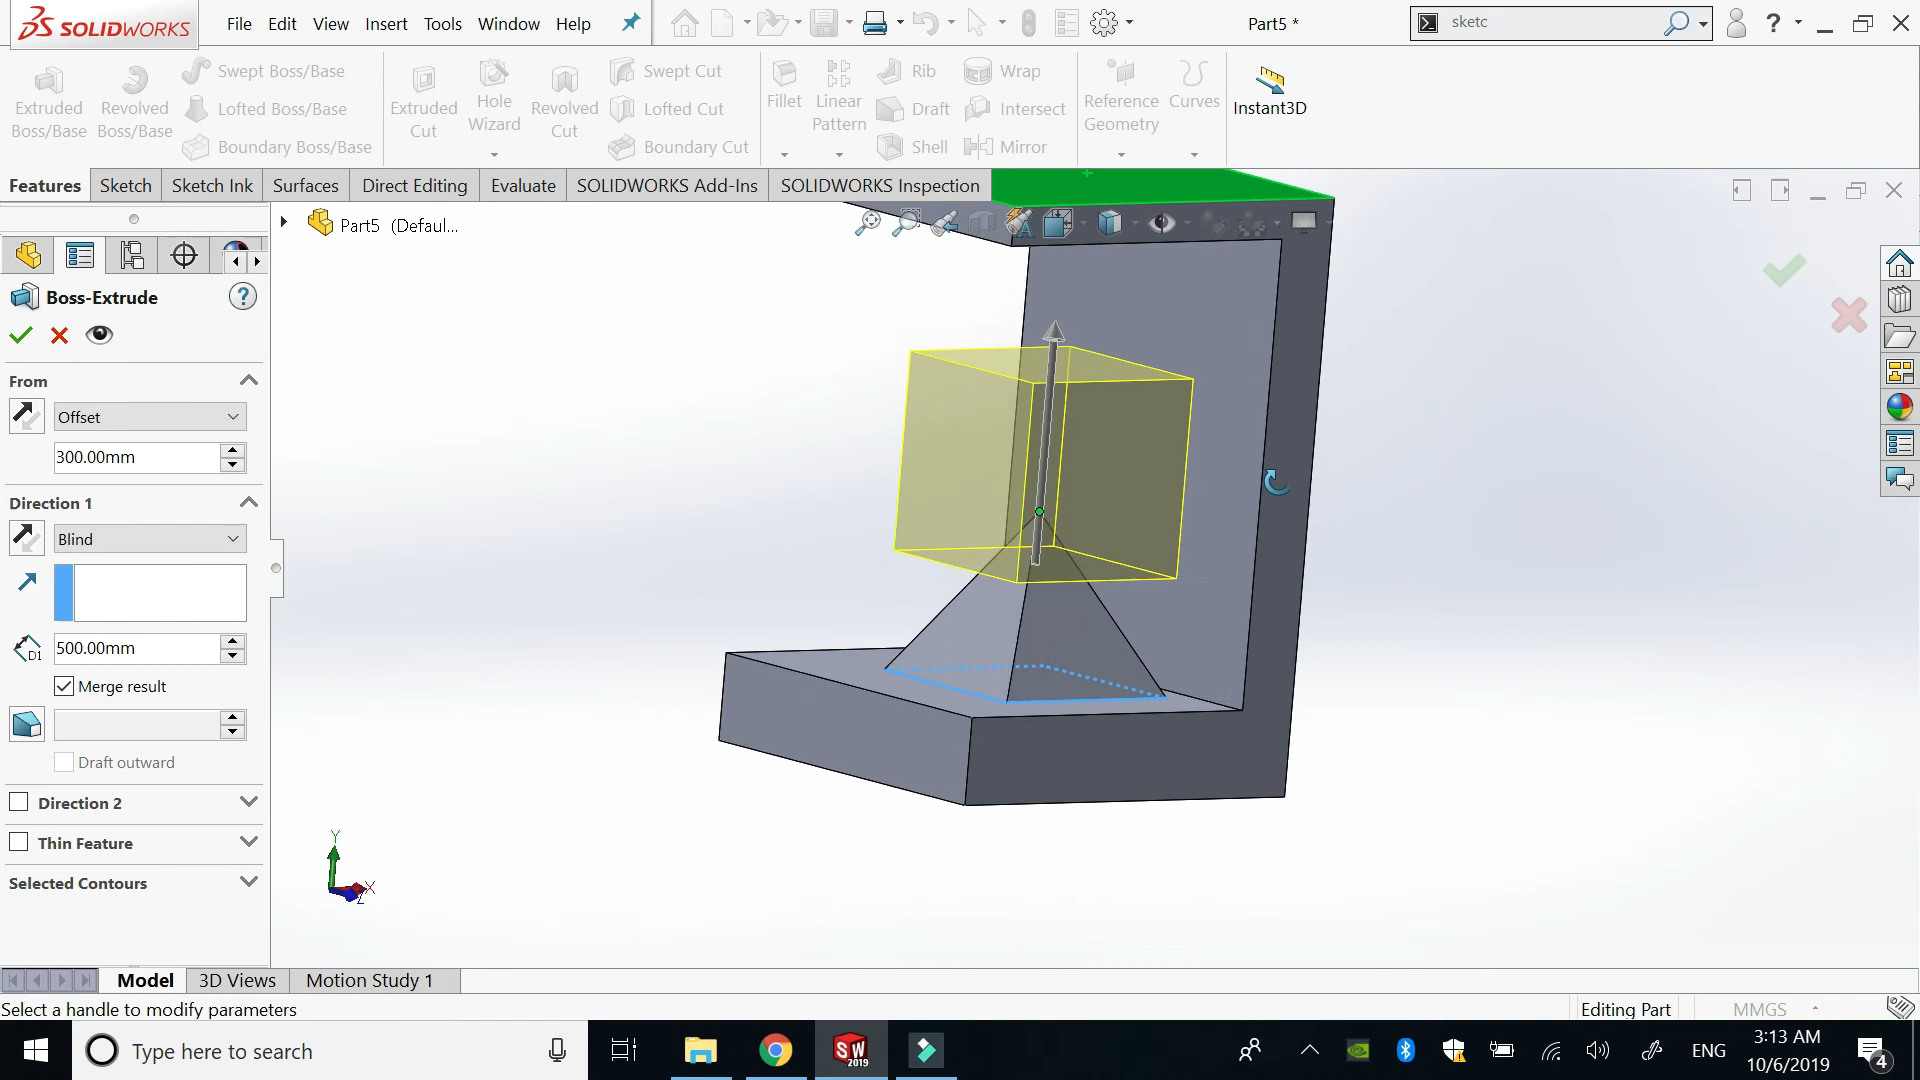 SOLIDWORKS
File Edit View Insert Tools Window Help
Part5 *
sketc
?
Extruded Boss/Base
Revolved Boss/Base
Swept Boss/Base
Lofted Boss/Base
Boundary Boss/Base
Extruded Cut
Hole Wizard
Revolved Cut
Swept Cut
Lofted Cut
Boundary Cut
Fillet
Linear Pattern
Rib
Draft
Shell
Wrap
Intersect
Mirror
Reference Geometry
Curves
Instant3D
Features Sketch Sketch Ink Surfaces Direct Editing Evaluate SOLIDWORKS Add-Ins SOLIDWORKS Inspection
Part5 (Defaul...
Boss-Extrude
?
From
Offset
300.00mm
Direction 1
Blind
D1 500.00mm
Merge result
Draft outward
Direction 2
Thin Feature
Selected Contours
Y
X
Z
Model 3D Views Motion Study 1
Select a handle to modify parameters
Editing Part
MMGS
Type here to search
SW 2019
ENG
3:13 AM
10/6/2019
4